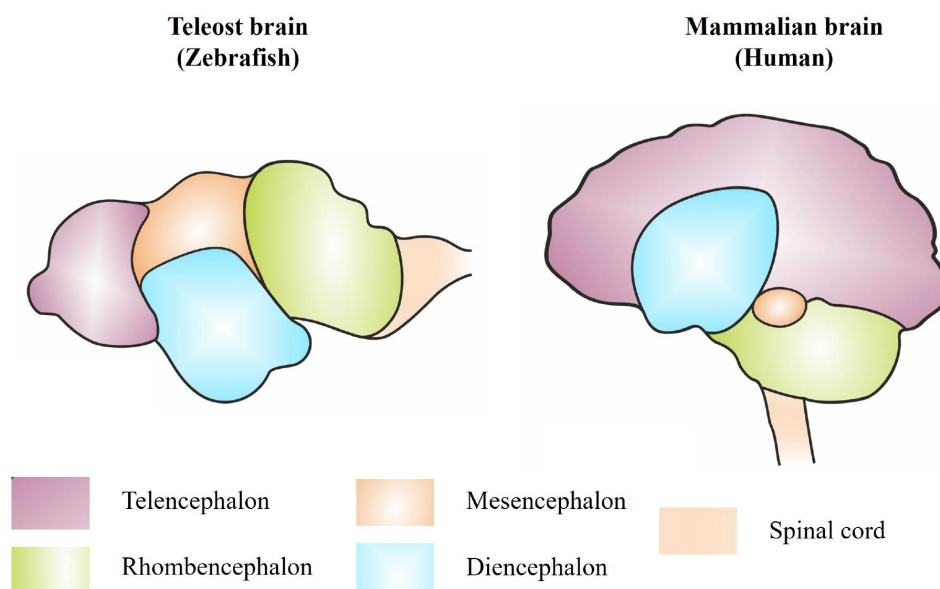 Teleost brain
(Zebrafish)
Mammalian brain
(Human)
Telencephalon
Mesencephalon
Spinal cord
Rhombencephalon
Diencephalon